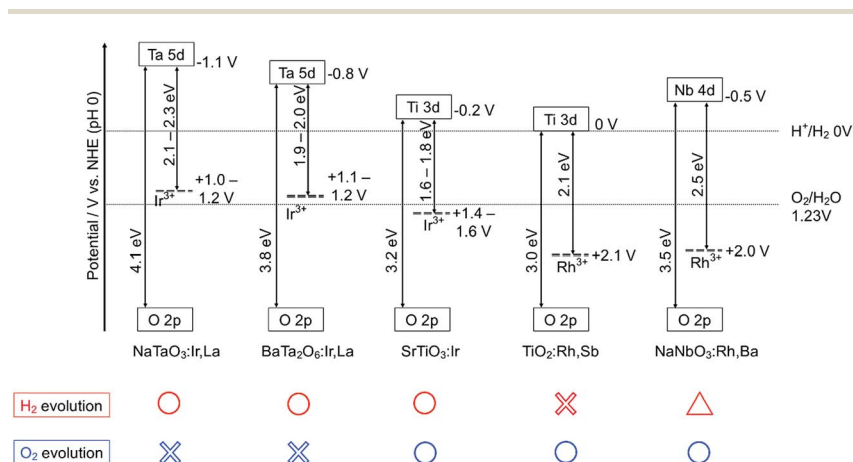 Potential / V vs. NHE (pH 0)
Ta 5d
-1.1 V
2.1 – 2.3 eV
+1.0 –
1.2 V
Ir3+
4.1 eV
O 2p
NaTaO3:Ir,La
Ta 5d
-0.8 V
1.9 – 2.0 eV
+1.1 –
1.2 V
Ir3+
3.8 eV
O 2p
BaTa2O6:Ir,La
Ti 3d
-0.2 V
1.6 – 1.8 eV
Ir3+
+1.4 –
1.6 V
3.2 eV
O 2p
SrTiO3:Ir
Ti 3d
0 V
2.1 eV
Rh3+
+2.1 V
3.0 eV
O 2p
TiO2:Rh,Sb
Nb 4d
-0.5 V
2.5 eV
Rh3+
+2.0 V
3.5 eV
O 2p
NaNbO3:Rh,Ba
H+/H2 0V
O2/H2O
1.23V
H2 evolution
O2 evolution